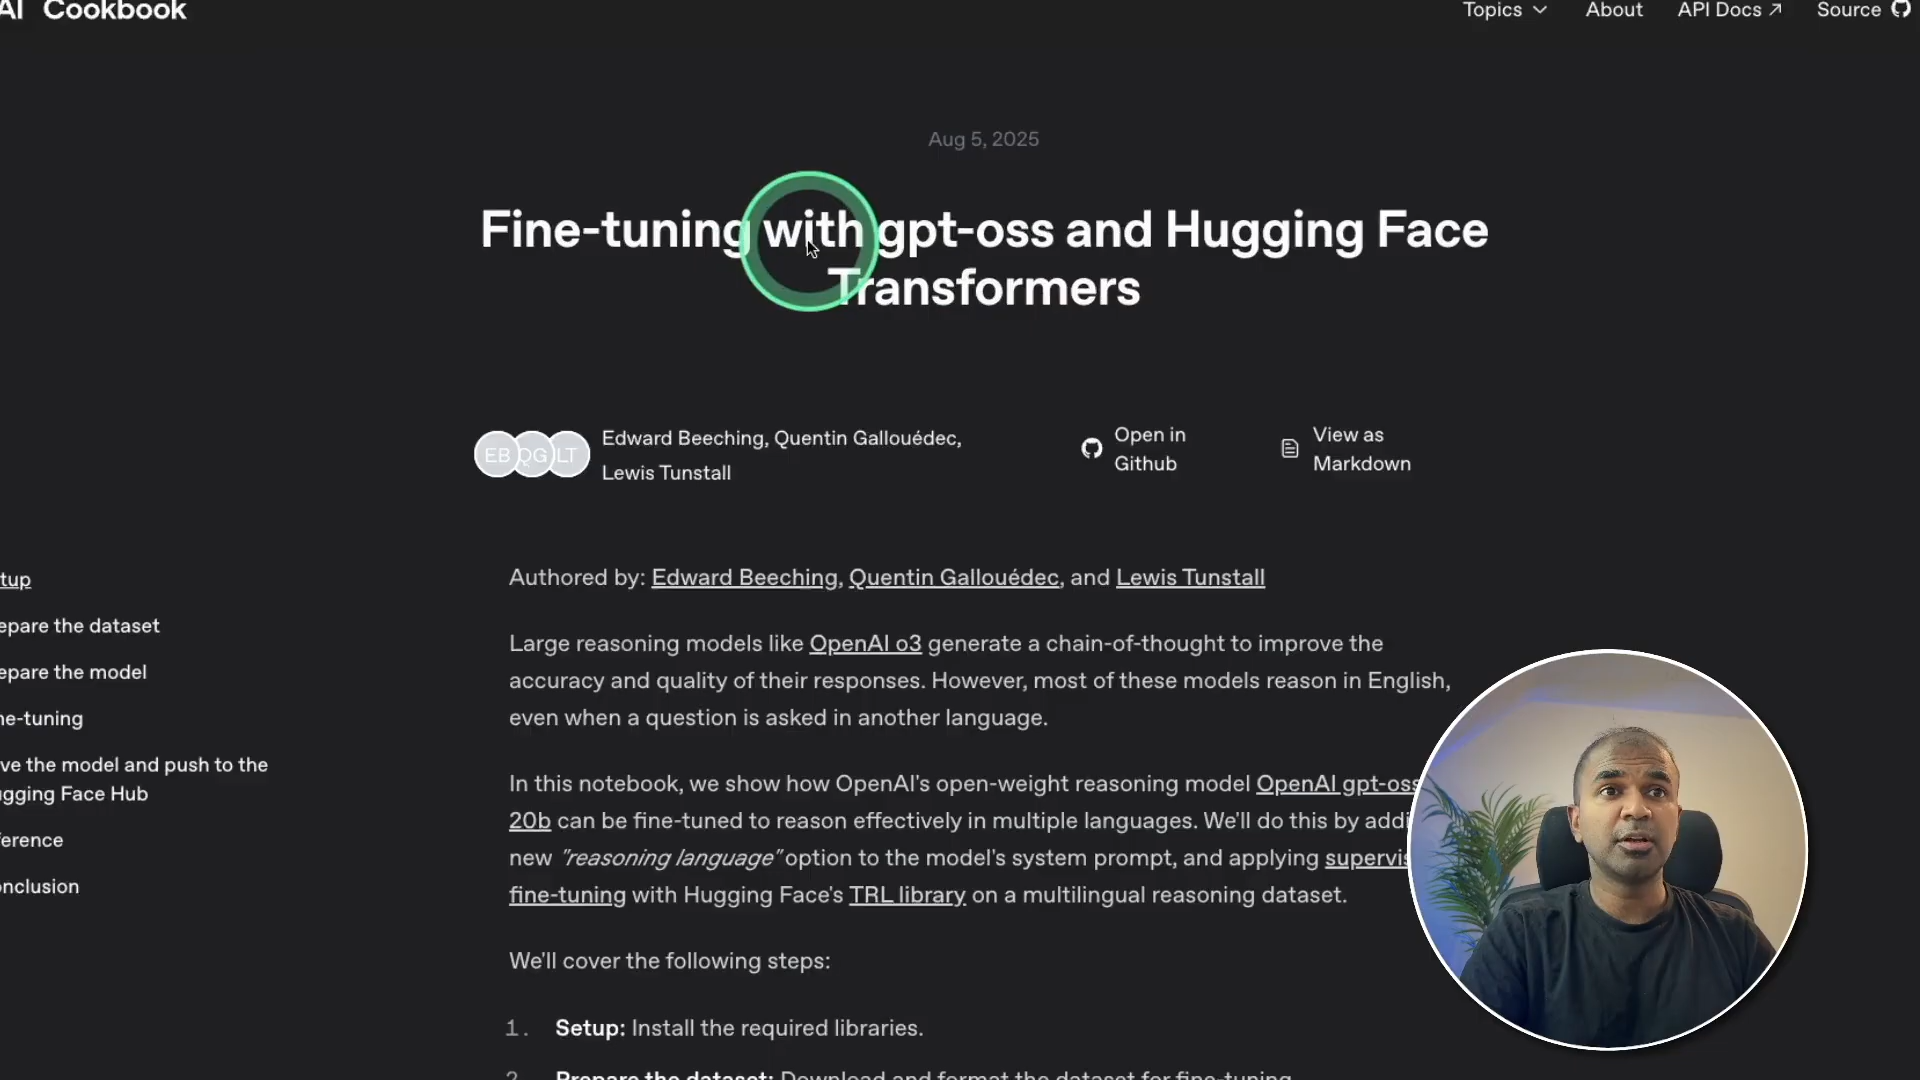 AI Cookbook
Topics
About
API Docs
Source
Aug 5, 2025
Fine-tuning with gpt-oss and Hugging Face
Transformers
EB
QG
LT
Edward Beeching, Quentin Gallouédec,
Lewis Tunstall
Open in
Github
View as
Markdown
tup
epare the dataset
epare the model
ne-tuning
ve the model and push to the
gging Face Hub
ference
onclusion
Authored by: Edward Beeching, Quentin Gallouédec, and Lewis Tunstall
Large reasoning models like OpenAI o3 generate a chain-of-thought to improve the
accuracy and quality of their responses. However, most of these models reason in English,
even when a question is asked in another language.
In this notebook, we show how OpenAI's open-weight reasoning model OpenAI gpt-oss
20b can be fine-tuned to reason effectively in multiple languages. We'll do this by addi
new "reasoning language" option to the model's system prompt, and applying supervis
fine-tuning with Hugging Face's TRL library on a multilingual reasoning dataset.
We'll cover the following steps:
1. Setup: Install the required libraries.
2. Prepare the dataset: Download and format the dataset for fine-tuning.